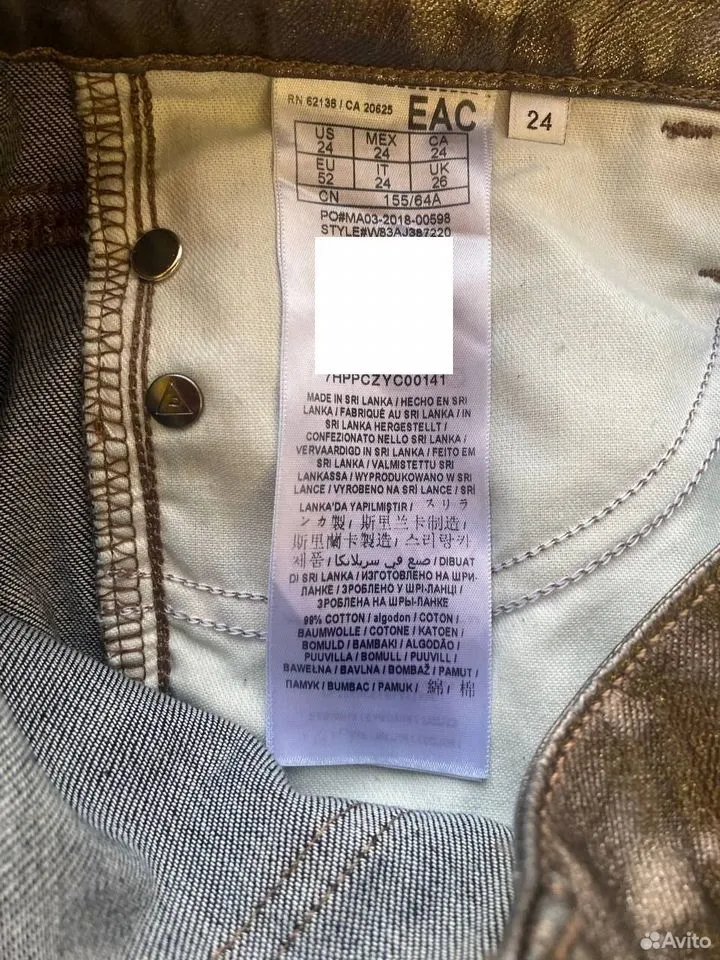 RN 62138 / CA 20625 EAC
24
US MEX CA
24 24 24
EU IT UK
52 24 26
CN 155/64A
PO#MA03-2018-00598
STYLE#W83AJ387220
7HPPCZYC00141
MADE IN SRI LANKA / HECHO EN SRI
LANKA / FABRIQUÉ AU SRI LANKA / IN
SRI LANKA HERGESTELLT /
CONFEZIONATO NELLO SRI LANKA /
VERVAARDIGD IN SRI LANKA / FEITO EM
SRI LANKA / VALMISTETTU SRI
LANKASSA / WYPRODUKOWANO W SRI
LANCE / VYROBENO NA SRÍ LANCE / SRİ
LANKA'DA YAPILMIŞTIR / スリラ
ンカ製 / 斯里兰卡制造 /
斯里蘭卡製造 / 스리랑카
제품 / صنع في سريلانكا / DIBUAT
DI SRI LANKA / ИЗГОТОВЛЕНО НА ШРИ-
ЛАНКЕ / ЗРОБЛЕНО У ШРІ-ЛАНЦІ /
ЗРОБЛЕНА НА ШРЫ-ЛАНКЕ
99% COTTON / algodon / COTON /
BAUMWOLLE / COTONE / KATOEN /
BOMULD / BAMBAKI / ALGODÃO /
PUUVILLA / BOMULL / PUUVILL /
BAWEŁNA / BAVLNA / BOMBAŽ / PAMUT /
ПАМУК / BUMBAC / PAMUK / 綿 / 棉
Avito